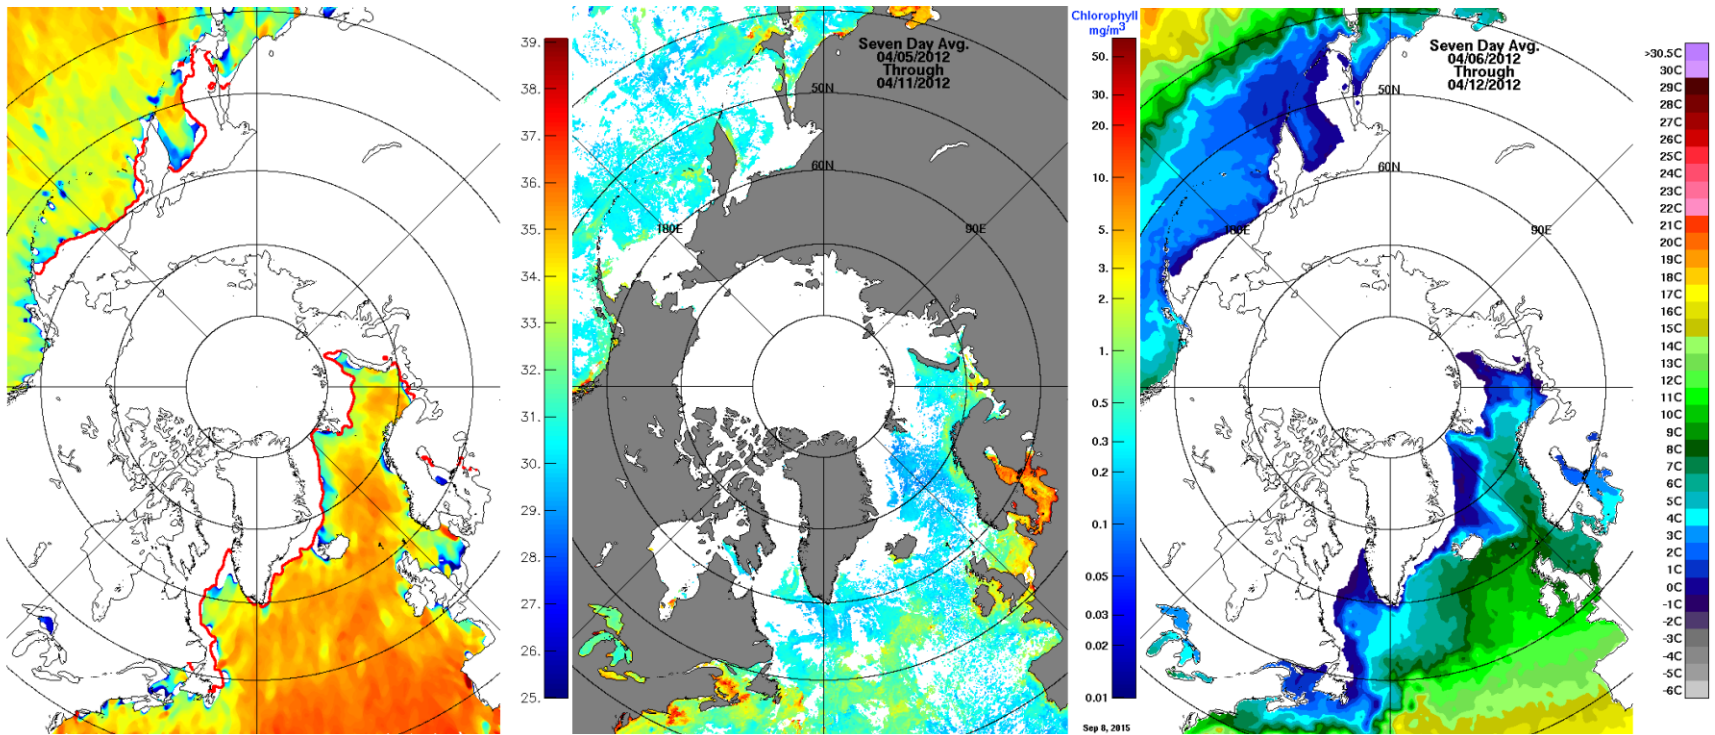 39.
38.
37.
36.
35.
34.
33.
32.
31.
30.
29.
28.
27.
26.
25.
Seven Day Avg.
04/05/2012
Through
04/11/2012
50N
60N
180E
90E
Chlorophyll
mg/m3
50.
30.
20.
10.
5.
3.
2.
1.
0.5
0.3
0.2
0.1
0.05
0.03
0.02
0.01
Sep 8, 2015
Seven Day Avg.
04/06/2012
Through
04/12/2012
50N
60N
180E
90E
>30.5C
30C
29C
28C
27C
26C
25C
24C
23C
22C
21C
20C
19C
18C
17C
16C
15C
14C
13C
12C
11C
10C
9C
8C
7C
6C
5C
4C
3C
2C
1C
0C
-1C
-2C
-3C
-4C
-5C
-6C